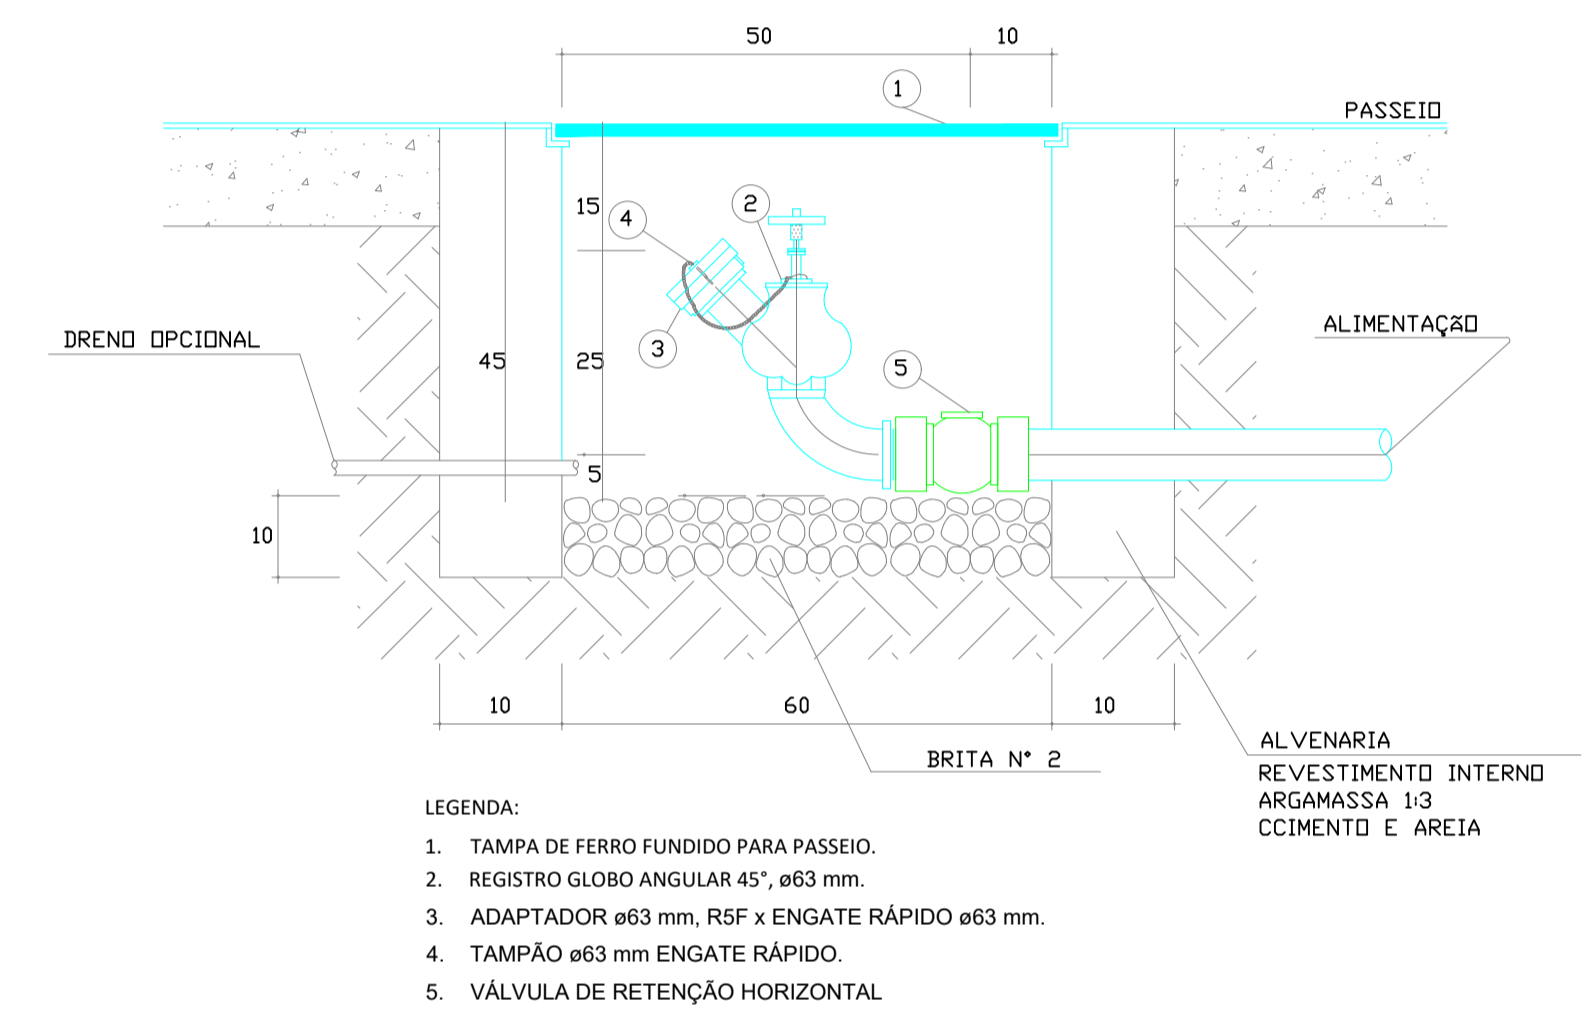 50
10
1
PASSEIO
15
4
2
DRENO OPCIONAL
45
25
3
5
ALIMENTAÇÃO
5
10
10
60
10
BRITA N° 2
ALVENARIA
REVESTIMENTO INTERNO
ARGAMASSA 1:3
CCIMENTO E AREIA
LEGENDA:
1. TAMPA DE FERRO FUNDIDO PARA PASSEIO.
2. REGISTRO GLOBO ANGULAR 45°, ø63 mm.
3. ADAPTADOR ø63 mm, R5F x ENGATE RÁPIDO ø63 mm.
4. TAMPÃO ø63 mm ENGATE RÁPIDO.
5. VÁLVULA DE RETENÇÃO HORIZONTAL